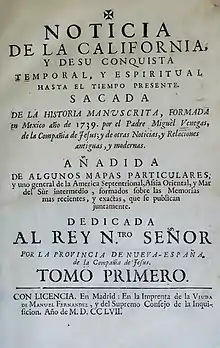 NOTICIA
DE LA CALIFORNIA,
Y DE SU CONQUISTA
TEMPORAL, Y ESPIRITUAL
HASTA EL TIEMPO PRESENTE.
SACADA
DE LA HISTORIA MANUSCRITA, FORMADA
en Mexico año de 1739. por el Padre Miguèl Venegas,
de la Compañia de Jesus; y de otras Noticias, y Relaciones
antiguas, y modernas.
AÑADIDA
DE ALGUNOS MAPAS PARTICULARES,
y uno general de la America Septentrional, Asia Oriental, y Mar
del Sùr intermedio, formados sobre las Memorias
mas recientes, y exactas, que se publican
juntamente.
DEDICADA
AL REY N.TRO SEÑOR
POR LA PROVINCIA DE NUEVA-ESPAÑA,
de la Compañia de Jesus.
TOMO PRIMERO.
CON LICENCIA. En Madrid: En la Imprenta de la Viuda
de Manuel Fernandez, y del Supremo Consejo de la Inqui-
sicion. Año de M. D. CC LVII.